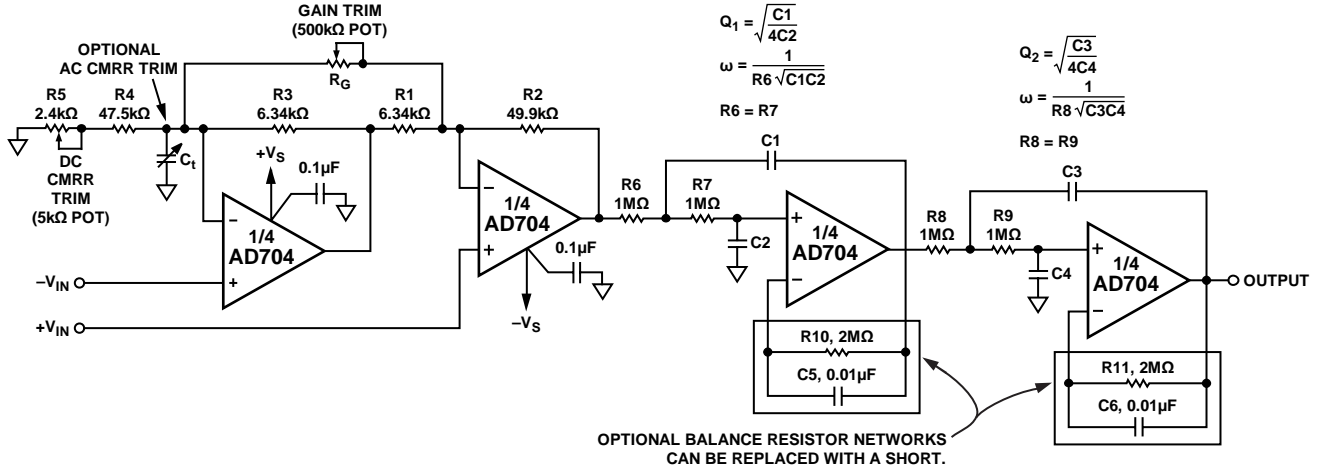 GAIN TRIM
(500kΩ POT)
RG
OPTIONAL
AC CMRR TRIM
R5
2.4kΩ
R4
47.5kΩ
R3
6.34kΩ
R1
6.34kΩ
R2
49.9kΩ
DC
CMRR
TRIM
(5kΩ POT)
Ct
+VS
0.1µF
–
1/4
AD704
+
–
1/4
AD704
+
0.1µF
–VS
–VIN
+VIN
Q1 = √(C1/4C2)
ω = 1/(R6 √(C1C2))
R6 = R7
C1
R6
1MΩ
R7
1MΩ
C2
+
1/4
AD704
–
R10, 2MΩ
C5, 0.01µF
Q2 = √(C3/4C4)
ω = 1/(R8 √(C3C4))
R8 = R9
C3
R8
1MΩ
R9
1MΩ
C4
+
1/4
AD704
–
OUTPUT
R11, 2MΩ
C6, 0.01µF
OPTIONAL BALANCE RESISTOR NETWORKS
CAN BE REPLACED WITH A SHORT.